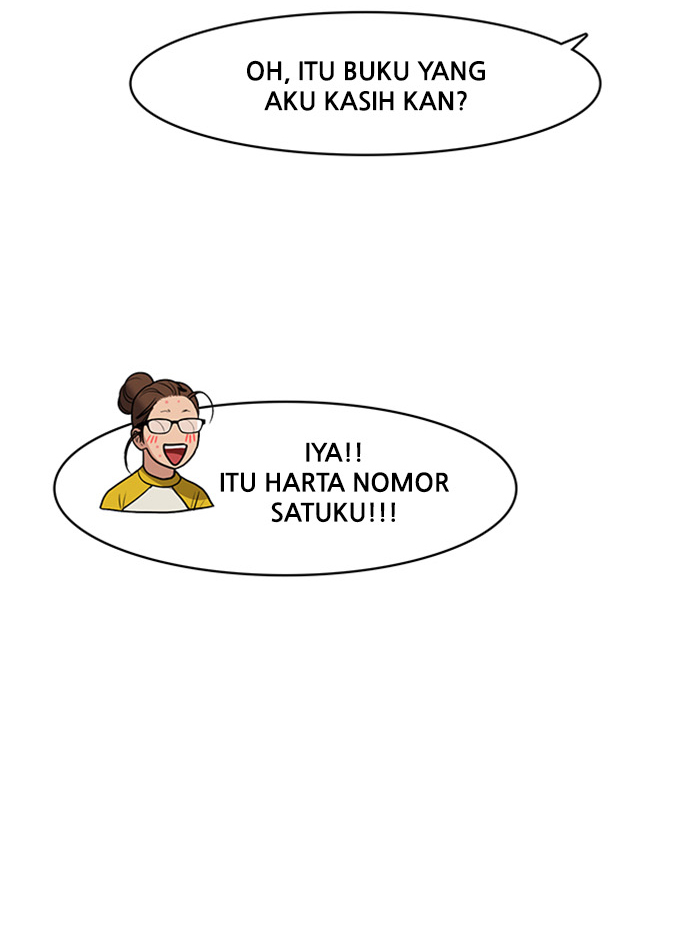 OH, ITU BUKU YANG
AKU KASIH KAN?
IYA!!
ITU HARTA NOMOR
SATUKU!!!